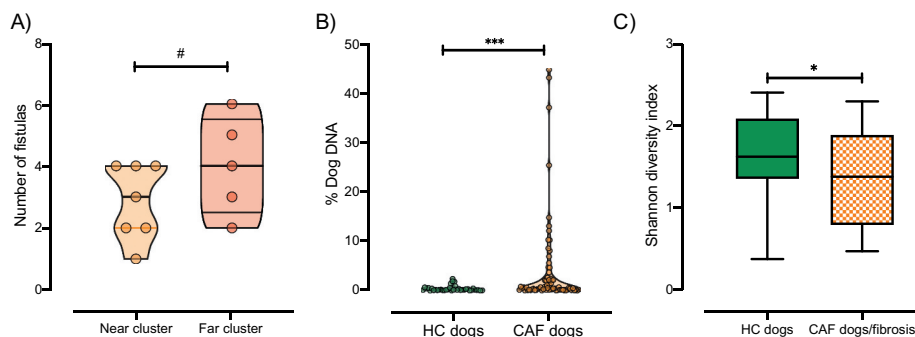 A)
Number of fistulas
8
6
4
2
0
#
Near cluster
Far cluster
B)
% Dog DNA
50
40
30
20
10
0
***
HC dogs
CAF dogs
C)
Shannon diversity index
3
2
1
0
*
HC dogs
CAF dogs/fibrosis